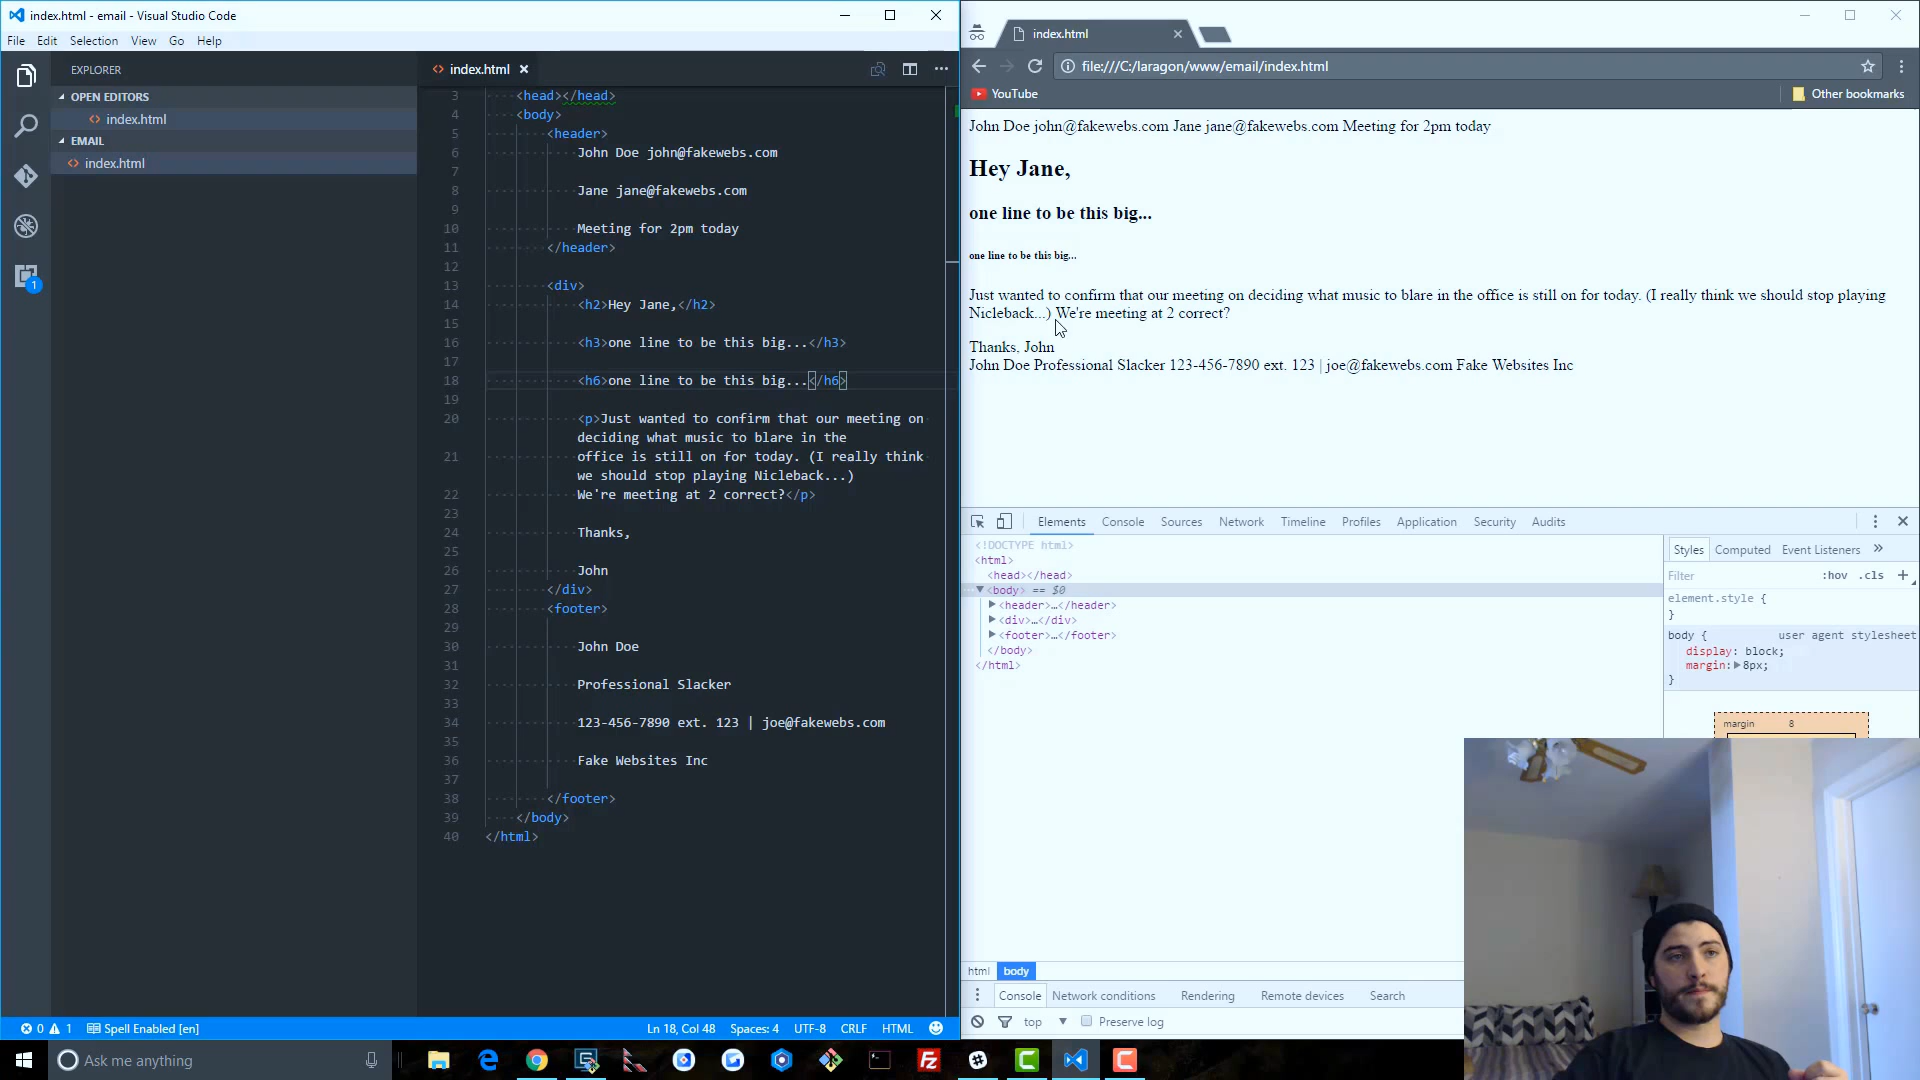 index.html - email - Visual Studio Code
File Edit Selection View Go Help
EXPLORER
OPEN EDITORS
<> index.html
EMAIL
<> index.html
1
<> index.html
3 <head></head>
4 <body>
5 <header>
6 John Doe john@fakewebs.com
7
8 Jane jane@fakewebs.com
9
10 Meeting for 2pm today
11 </header>
12
13 <div>
14 <h2>Hey Jane,</h2>
15
16 <h3>one line to be this big...</h3>
17
18 <h6>one line to be this big...</h6>
19
20 <p>Just wanted to confirm that our meeting on
deciding what music to blare in the
21 office is still on for today. (I really think
we should stop playing Nicleback...)
22 We're meeting at 2 correct?</p>
23
24 Thanks,
25
26 John
27 </div>
28 <footer>
29
30 John Doe
31
32 Professional Slacker
33
34 123-456-7890 ext. 123 | joe@fakewebs.com
35
36 Fake Websites Inc
37
38 </footer>
39 </body>
40 </html>
0 1 Spell Enabled [en] Ln 18, Col 48 Spaces: 4 UTF-8 CRLF HTML
index.html
file:///C:/laragon/www/email/index.html
YouTube Other bookmarks
John Doe john@fakewebs.com Jane jane@fakewebs.com Meeting for 2pm today
Hey Jane,
one line to be this big...
one line to be this big...
Just wanted to confirm that our meeting on deciding what music to blare in the office is still on for today. (I really think we should stop playing
Nicleback...) We're meeting at 2 correct?
Thanks, John
John Doe Professional Slacker 123-456-7890 ext. 123 | joe@fakewebs.com Fake Websites Inc
Elements Console Sources Network Timeline Profiles Application Security Audits
<!DOCTYPE html>
<html>
<head></head>
<body> == $0
<header>…</header>
<div>…</div>
<footer>…</footer>
</body>
</html>
Styles Computed Event Listeners
Filter :hov .cls +
element.style {
}
body { user agent stylesheet
display: block;
margin: 8px;
}
margin 8
html body
Console Network conditions Rendering Remote devices Search
top Preserve log
Ask me anything